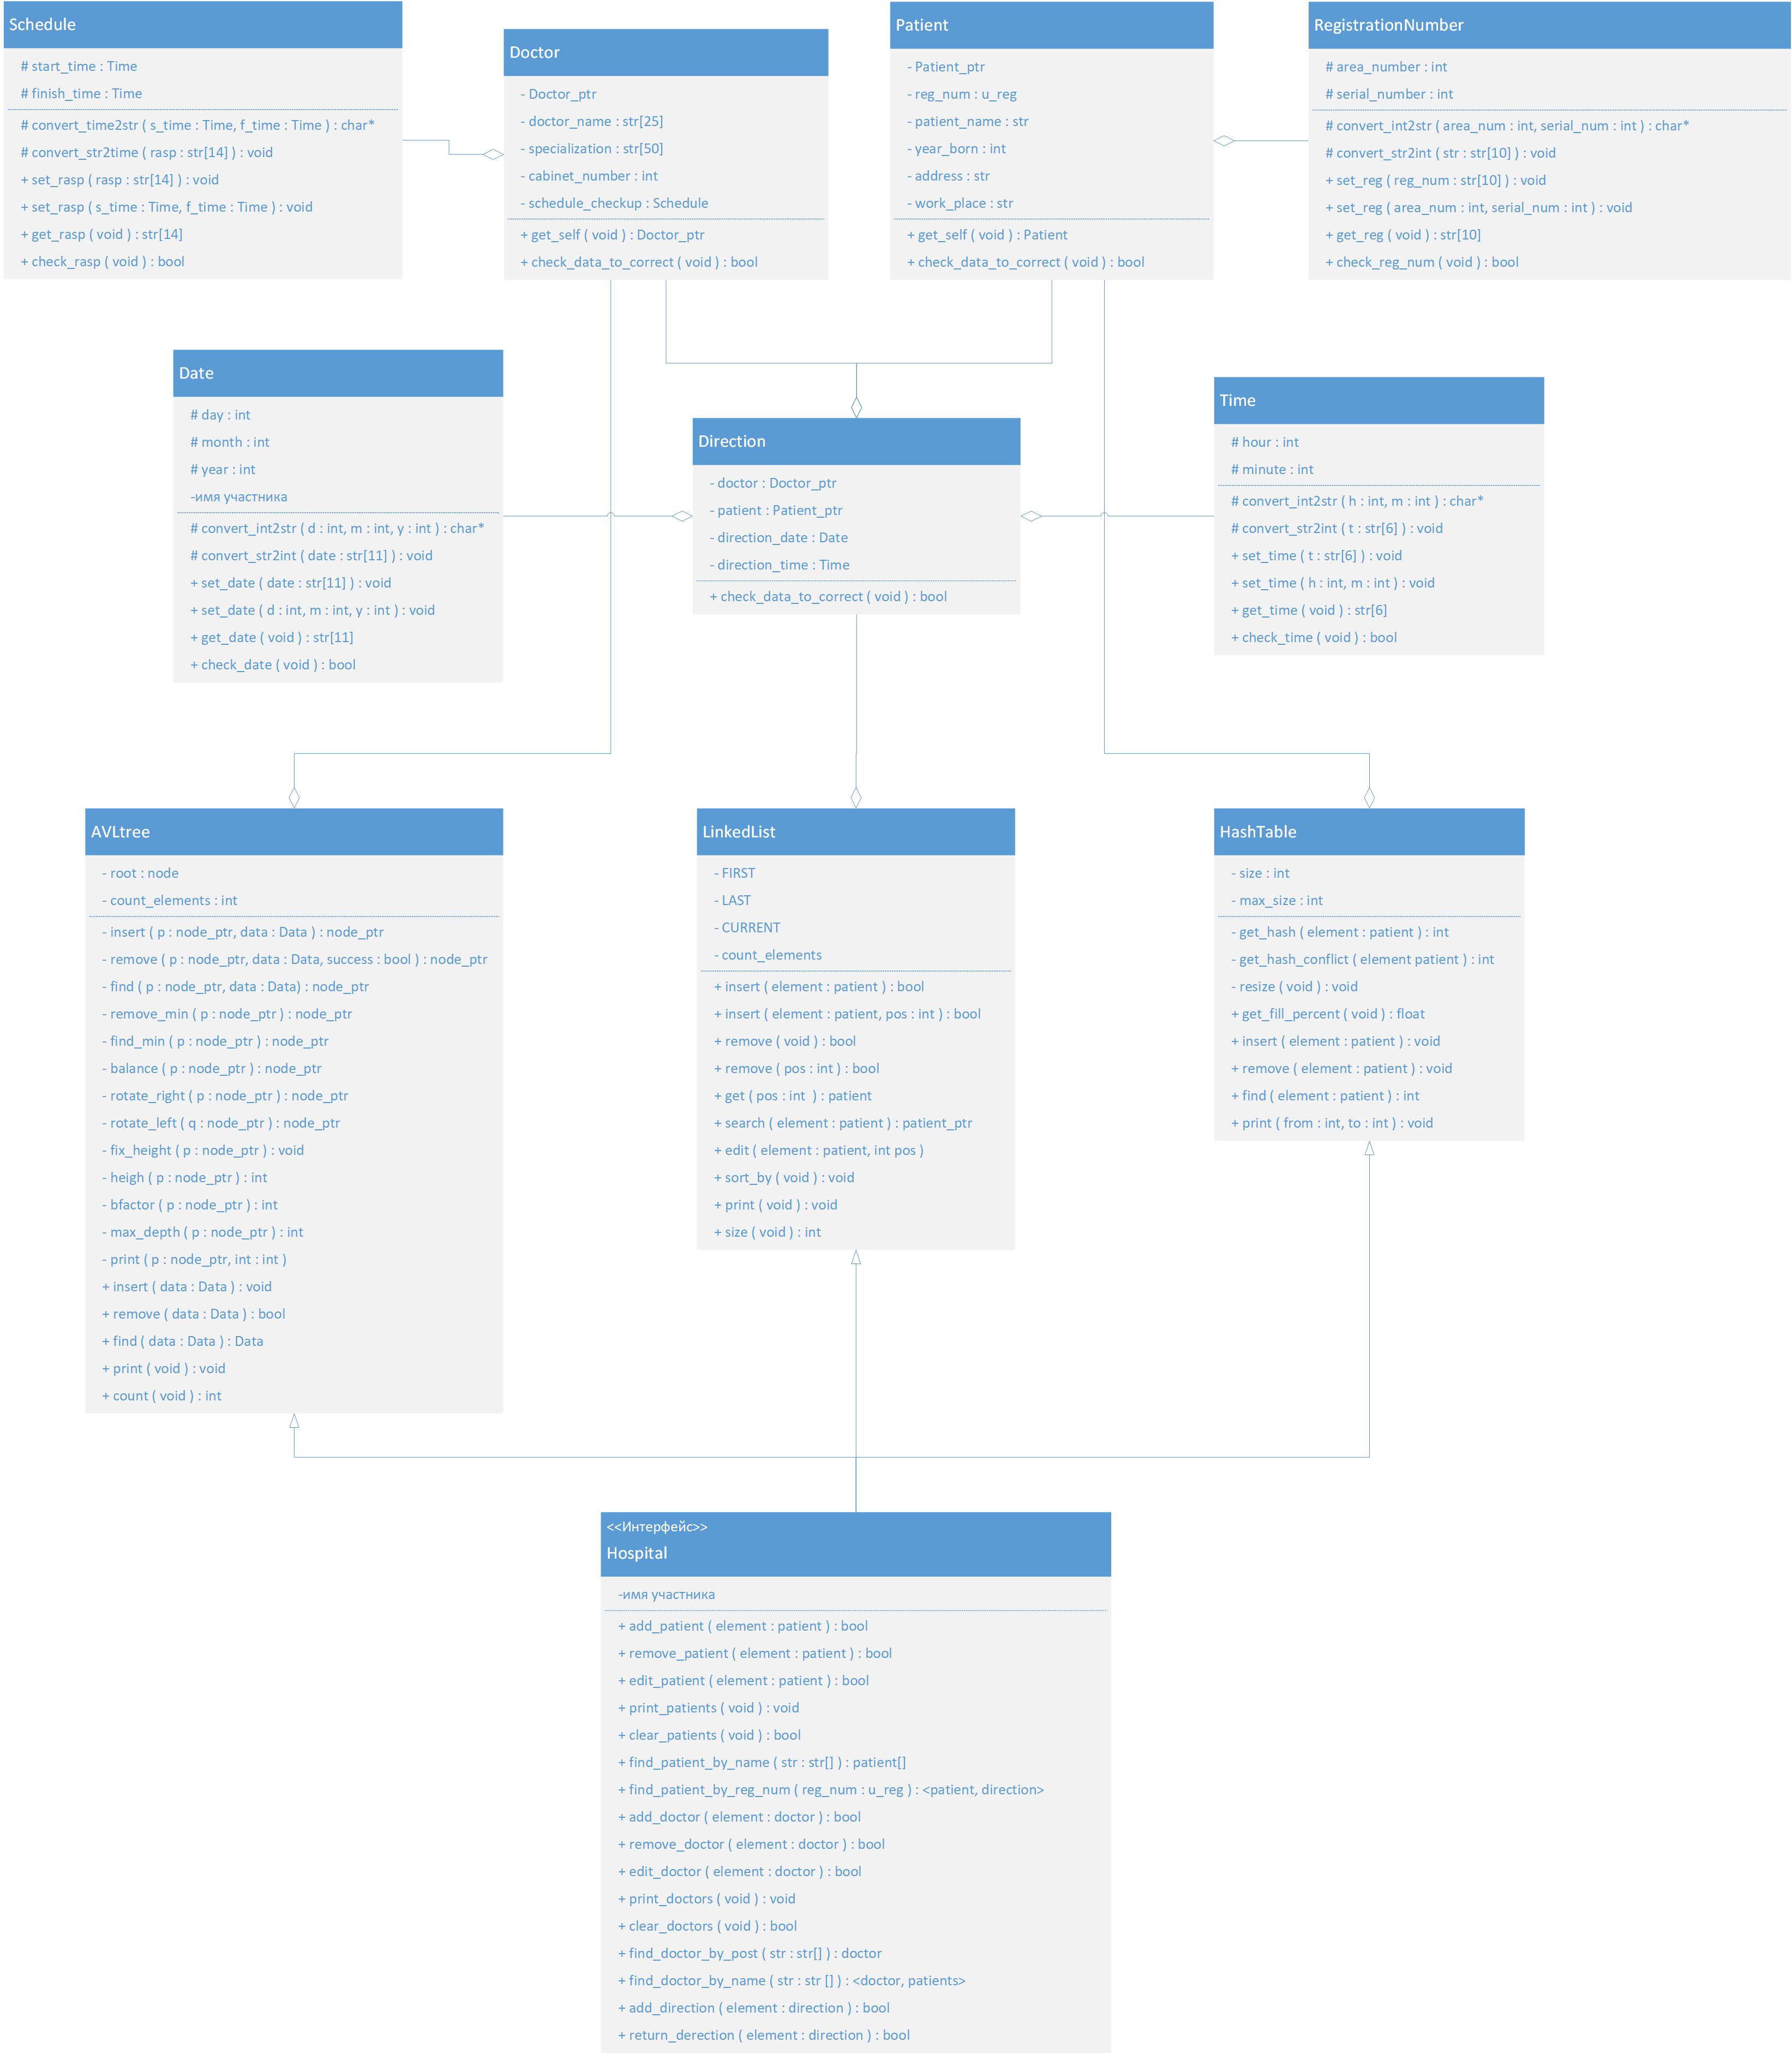 Schedule
# start_time : Time
# finish_time : Time
# convert_time2str ( s_time : Time, f_time : Time ) : char*
# convert_str2time ( rasp : str[14] ) : void
+ set_rasp ( rasp : str[14] ) : void
+ set_rasp ( s_time : Time, f_time : Time ) : void
+ get_rasp ( void ) : str[14]
+ check_rasp ( void ) : bool
Doctor
- Doctor_ptr
- doctor_name : str[25]
- specialization : str[50]
- cabinet_number : int
- schedule_checkup : Schedule
+ get_self ( void ) : Doctor_ptr
+ check_data_to_correct ( void ) : bool
Patient
- Patient_ptr
- reg_num : u_reg
- patient_name : str
- year_born : int
- address : str
- work_place : str
+ get_self ( void ) : Patient
+ check_data_to_correct ( void ) : bool
RegistrationNumber
# area_number : int
# serial_number : int
# convert_int2str ( area_num : int, serial_num : int ) : char*
# convert_str2int ( str : str[10] ) : void
+ set_reg ( reg_num : str[10] ) : void
+ set_reg ( area_num : int, serial_num : int ) : void
+ get_reg ( void ) : str[10]
+ check_reg_num ( void ) : bool
Date
# day : int
# month : int
# year : int
-имя участника
# convert_int2str ( d : int, m : int, y : int ) : char*
# convert_str2int ( date : str[11] ) : void
+ set_date ( date : str[11] ) : void
+ set_date ( d : int, m : int, y : int ) : void
+ get_date ( void ) : str[11]
+ check_date ( void ) : bool
Direction
- doctor : Doctor_ptr
- patient : Patient_ptr
- direction_date : Date
- direction_time : Time
+ check_data_to_correct ( void ) : bool
Time
# hour : int
# minute : int
# convert_int2str ( h : int, m : int ) : char*
# convert_str2int ( t : str[6] ) : void
+ set_time ( t : str[6] ) : void
+ set_time ( h : int, m : int ) : void
+ get_time ( void ) : str[6]
+ check_time ( void ) : bool
AVLtree
- root : node
- count_elements : int
- insert ( p : node_ptr, data : Data ) : node_ptr
- remove ( p : node_ptr, data : Data, success : bool ) : node_ptr
- find ( p : node_ptr, data : Data) : node_ptr
- remove_min ( p : node_ptr ) : node_ptr
- find_min ( p : node_ptr ) : node_ptr
- balance ( p : node_ptr ) : node_ptr
- rotate_right ( p : node_ptr ) : node_ptr
- rotate_left ( q : node_ptr ) : node_ptr
- fix_height ( p : node_ptr ) : void
- heigh ( p : node_ptr ) : int
- bfactor ( p : node_ptr ) : int
- max_depth ( p : node_ptr ) : int
- print ( p : node_ptr, int : int )
+ insert ( data : Data ) : void
+ remove ( data : Data ) : bool
+ find ( data : Data ) : Data
+ print ( void ) : void
+ count ( void ) : int
LinkedList
- FIRST
- LAST
- CURRENT
- count_elements
+ insert ( element : patient ) : bool
+ insert ( element : patient, pos : int ) : bool
+ remove ( void ) : bool
+ remove ( pos : int ) : bool
+ get ( pos : int  ) : patient
+ search ( element : patient ) : patient_ptr
+ edit ( element : patient, int pos )
+ sort_by ( void ) : void
+ print ( void ) : void
+ size ( void ) : int
HashTable
- size : int
- max_size : int
- get_hash ( element : patient ) : int
- get_hash_conflict ( element patient ) : int
- resize ( void ) : void
+ get_fill_percent ( void ) : float
+ insert ( element : patient ) : void
+ remove ( element : patient ) : void
+ find ( element : patient ) : int
+ print ( from : int, to : int ) : void
<<Интерфейс>>
Hospital
-имя участника
+ add_patient ( element : patient ) : bool
+ remove_patient ( element : patient ) : bool
+ edit_patient ( element : patient ) : bool
+ print_patients ( void ) : void
+ clear_patients ( void ) : bool
+ find_patient_by_name ( str : str[] ) : patient[]
+ find_patient_by_reg_num ( reg_num : u_reg ) : <patient, direction>
+ add_doctor ( element : doctor ) : bool
+ remove_doctor ( element : doctor ) : bool
+ edit_doctor ( element : doctor ) : bool
+ print_doctors ( void ) : void
+ clear_doctors ( void ) : bool
+ find_doctor_by_post ( str : str[] ) : doctor
+ find_doctor_by_name ( str : str [] ) : <doctor, patients>
+ add_direction ( element : direction ) : bool
+ return_derection ( element : direction ) : bool